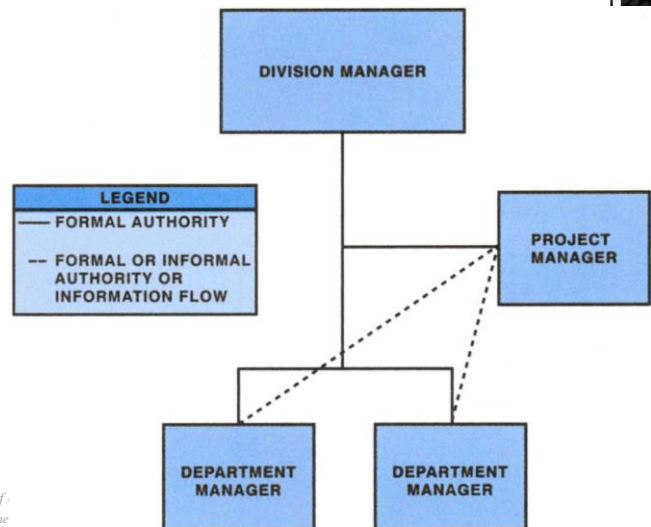 DIVISION MANAGER
LEGEND
FORMAL AUTHORITY
FORMAL OR INFORMAL
AUTHORITY OR
INFORMATION FLOW
PROJECT
MANAGER
DEPARTMENT
MANAGER
DEPARTMENT
MANAGER